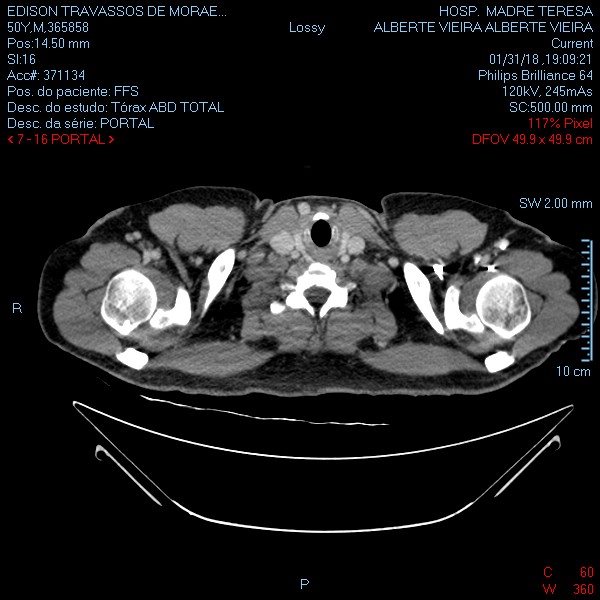 EDISON TRAVASSOS DE MORAE...
50Y,M,365858
Pos:14.50 mm
SI:16
Acc#: 371134
Pos. do paciente: FFS
Desc. do estudo: Tórax ABD TOTAL
Desc. da série: PORTAL
< 7 - 16 PORTAL >
Lossy
HOSP. MADRE TERESA
ALBERTE VIEIRA ALBERTE VIEIRA
Current
01/31/18 ,19:09:21
Philips Brilliance 64
120kV, 245mAs
SC:500.00 mm
117% Pixel
DFOV 49.9 x 49.9 cm
SW 2.00 mm
R
10 cm
P
C 60
W 360